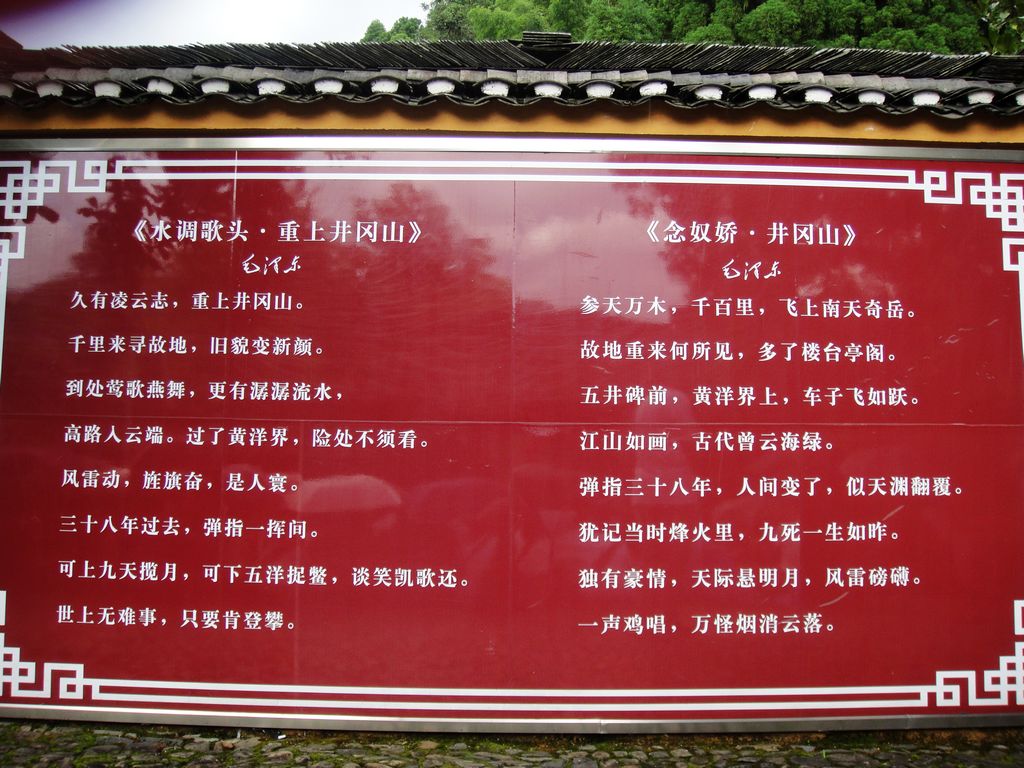 《水调歌头·重上井冈山》
毛泽东
久有凌云志，重上井冈山。
千里来寻故地，旧貌变新颜。
到处莺歌燕舞，更有潺潺流水，
高路入云端。过了黄洋界，险处不须看。
风雷动，旌旗奋，是人寰。
三十八年过去，弹指一挥间。
可上九天揽月，可下五洋捉鳖，谈笑凯歌还。
世上无难事，只要肯登攀。
《念奴娇·井冈山》
毛泽东
参天万木，千百里，飞上南天奇岳。
故地重来何所见，多了楼台亭阁。
五井碑前，黄洋界上，车子飞如跃。
江山如画，古代曾云海绿。
弹指三十八年，人间变了，似天渊翻覆。
犹记当时烽火里，九死一生如昨。
独有豪情，天际悬明月，风雷磅礴。
一声鸡唱，万怪烟消云落。